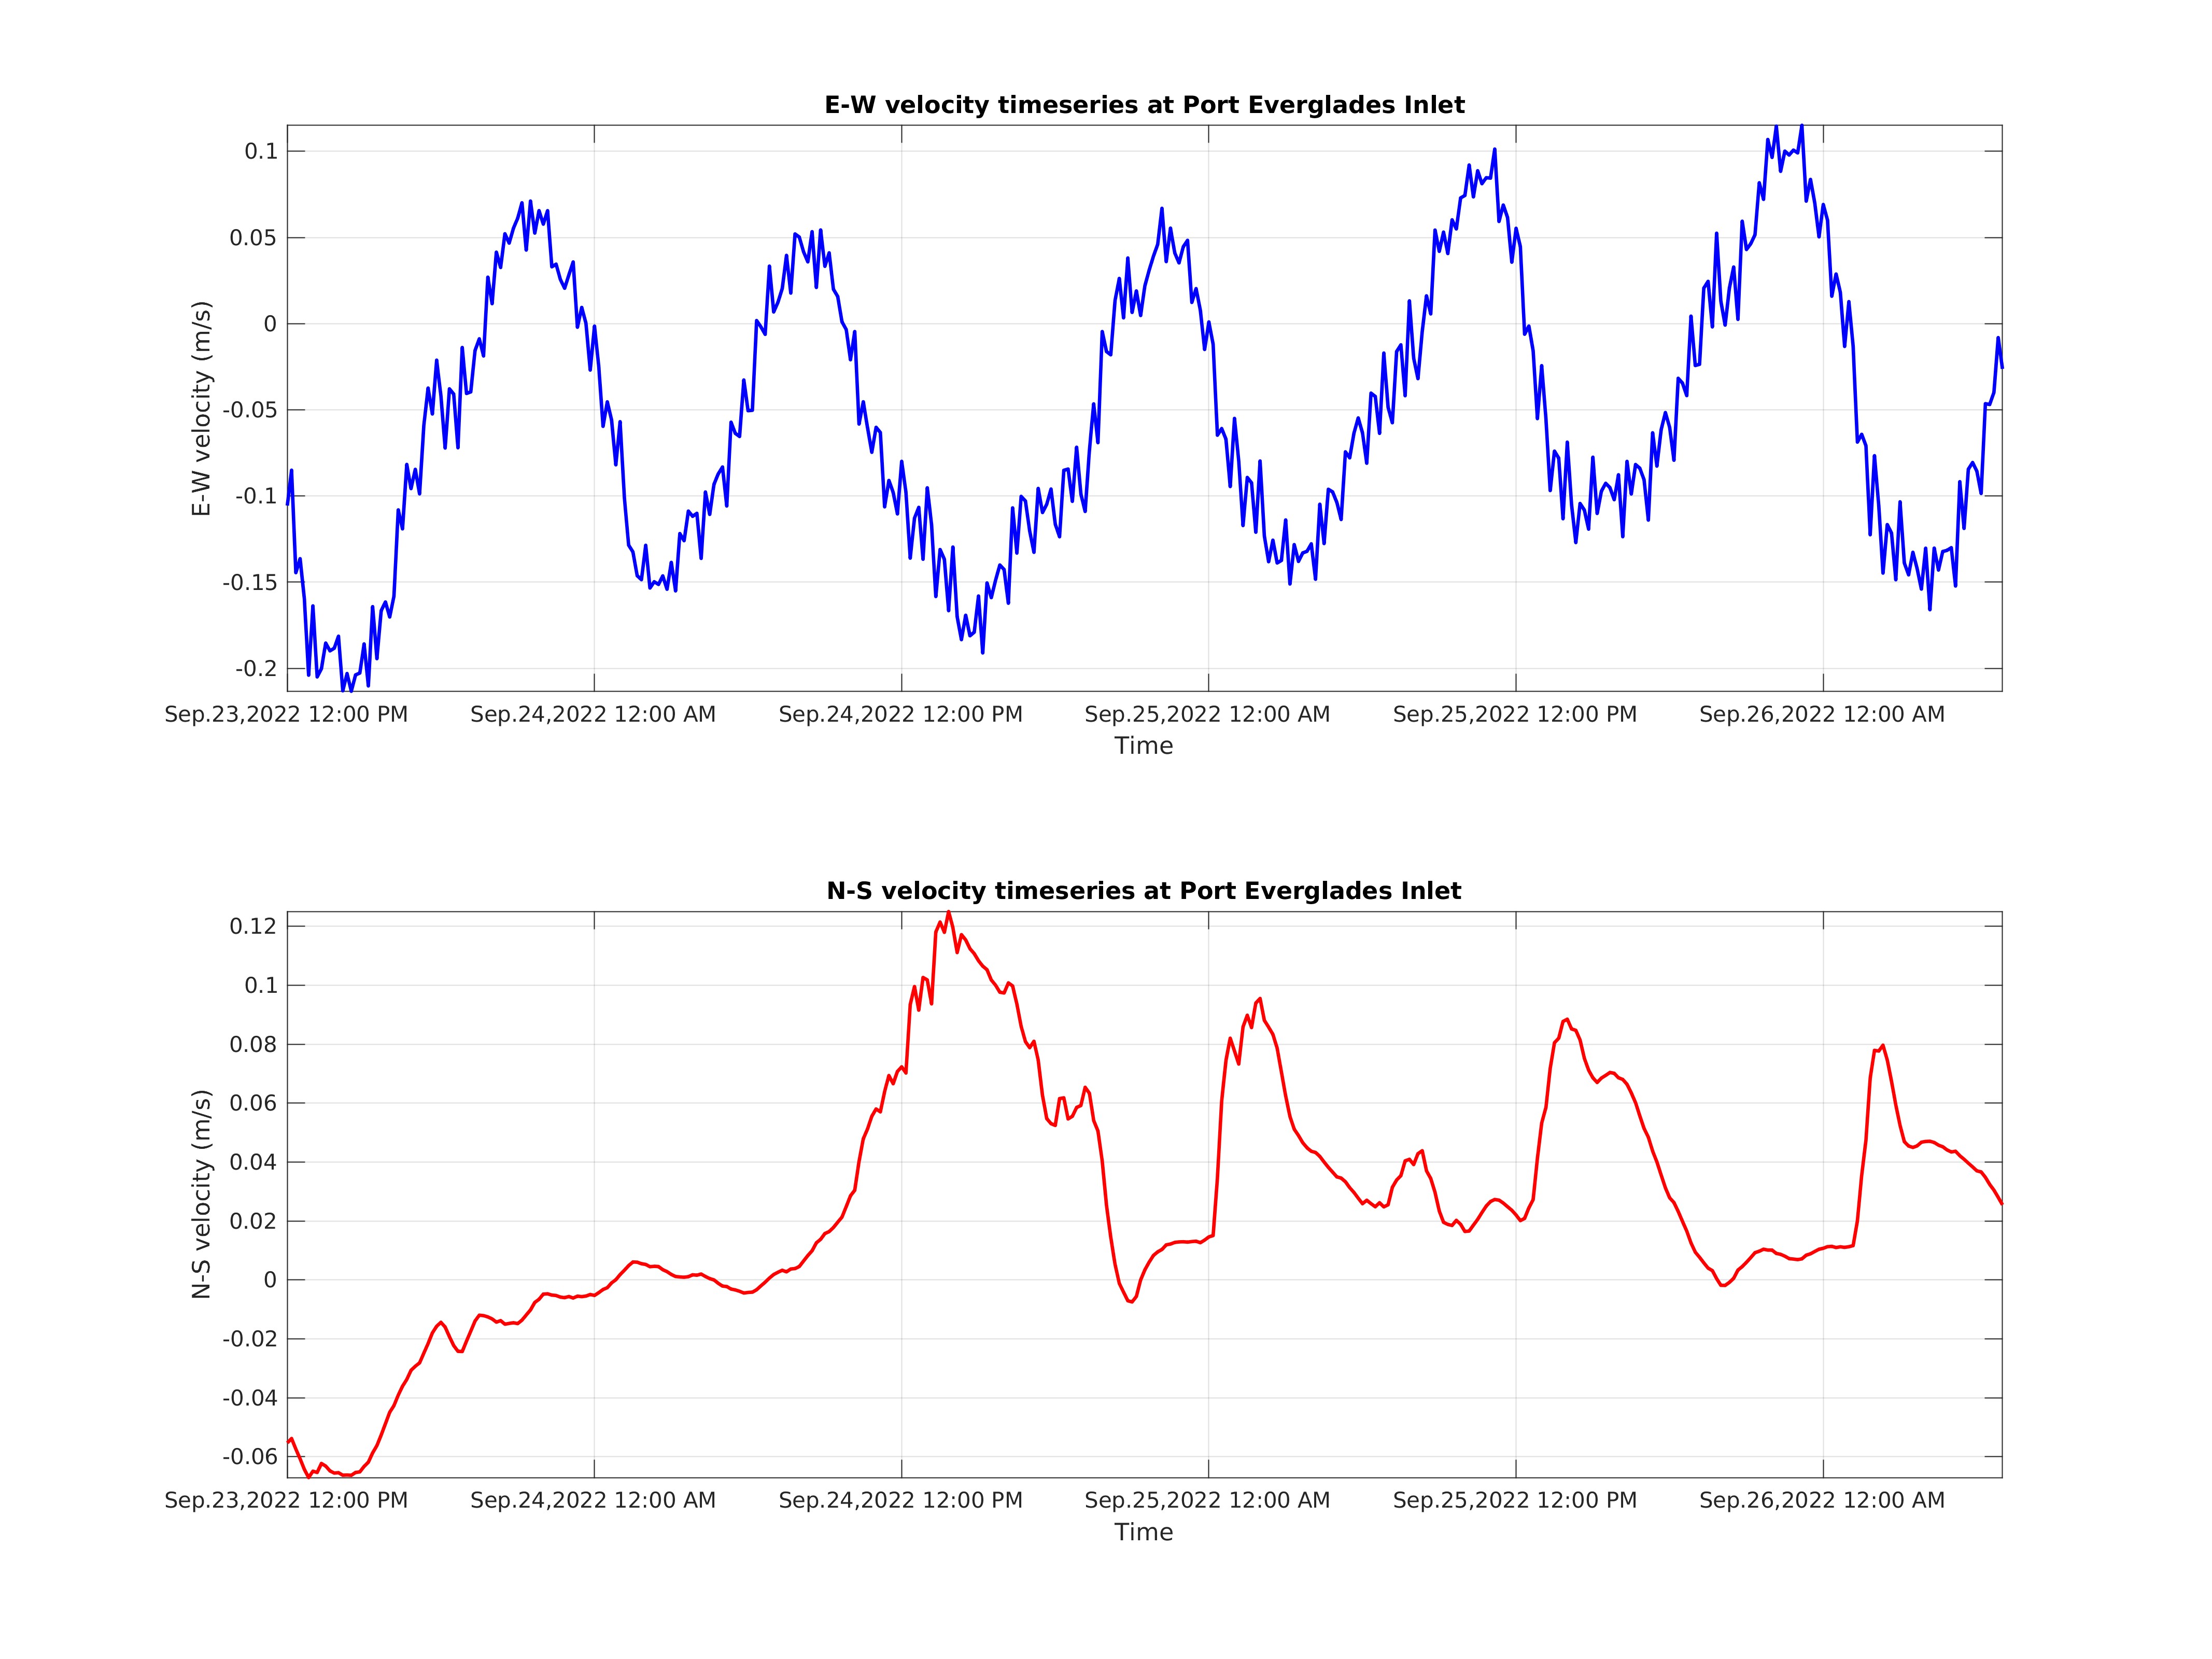 E-W velocity timeseries at Port Everglades Inlet
E-W velocity (m/s)
0.1
0.05
0
-0.05
-0.1
-0.15
-0.2
Sep.23,2022 12:00 PM Sep.24,2022 12:00 AM Sep.24,2022 12:00 PM Sep.25,2022 12:00 AM Sep.25,2022 12:00 PM Sep.26,2022 12:00 AM
Time
N-S velocity timeseries at Port Everglades Inlet
N-S velocity (m/s)
0.12
0.1
0.08
0.06
0.04
0.02
0
-0.02
-0.04
-0.06
Sep.23,2022 12:00 PM Sep.24,2022 12:00 AM Sep.24,2022 12:00 PM Sep.25,2022 12:00 AM Sep.25,2022 12:00 PM Sep.26,2022 12:00 AM
Time